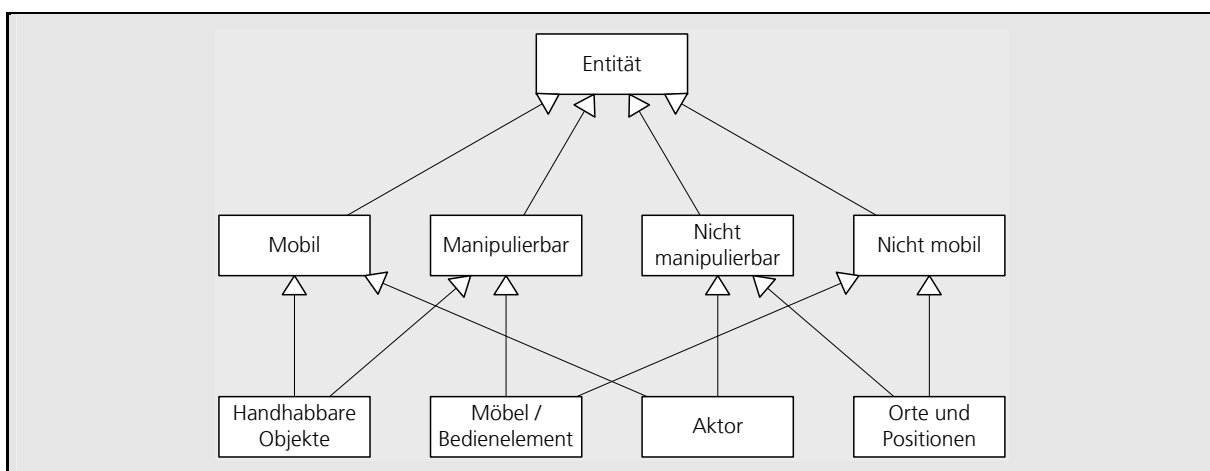 Entität
Mobil
Manipulierbar
Nicht
manipulierbar
Nicht mobil
Handhabbare
Objekte
Möbel /
Bedienelement
Aktor
Orte und
Positionen